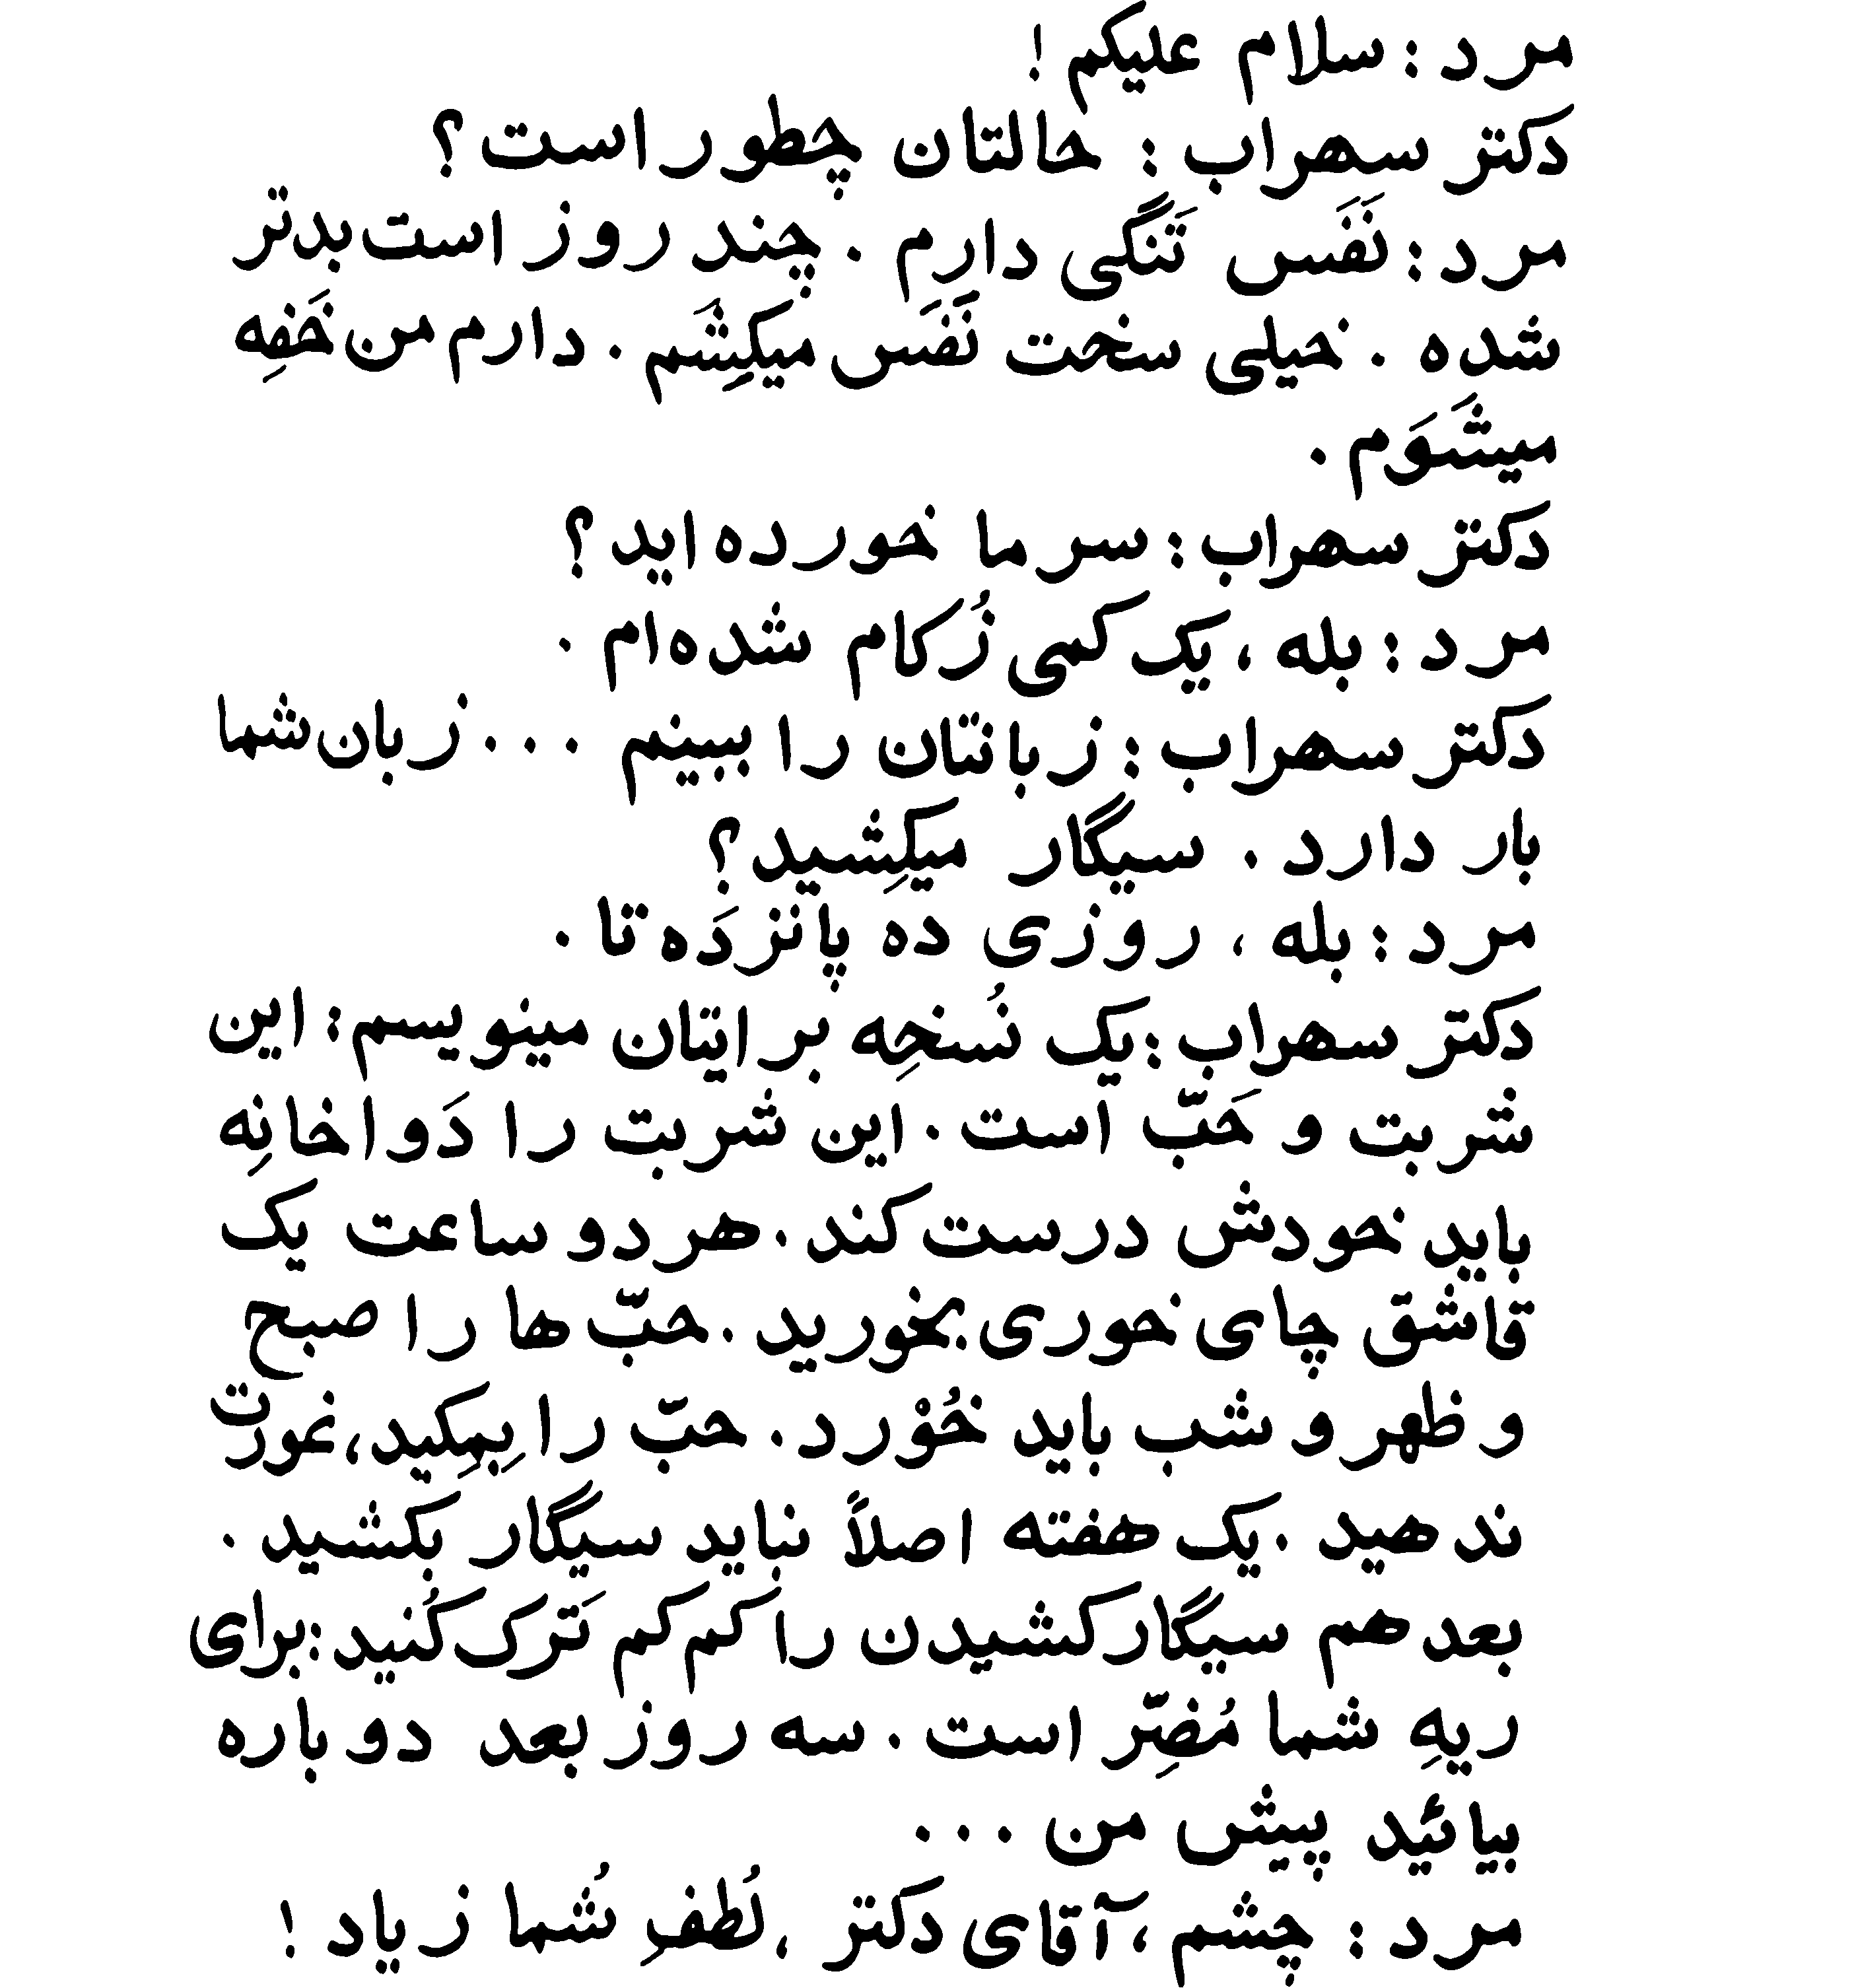 مرد : سلام علیکم !
دکتر سهراب : حالتان چطور است ؟
مرد : نَفَس تَنگی دارم . چند روز است بدتر
شده . خیلی سخت نَفَس میکِشَم . دارم من خَفِه
میشَوَم .
دکتر سهراب : سرما خورده اید ؟
مرد : بله ، یک کمی زُکام شده ام .
دکتر سهراب : زبانتان را ببینم ... زبان شما
بار دارد . سیگار میکِشید ؟
مرد : بله ، روزی ده پانزدَه تا .
دکتر سهراب : یک نُسخِه برایتان مینویسم : این
شربت و حَبّ است . این شربت را دَواخانِه
باید خودش درست کند . هر دو ساعت یک
قاشق چای خوری بخورید . حبّ ها را صبح
و ظهر و شب باید خُوْرد . حبّ را بِمِکید ، غورت
ندهید . یک هفته اصلاً نباید سیگار بکشید .
بعد هم سیگار کشیدن را کم کم تَرک کُنید : برای
ریهِ شما مُضِرّ است . سه روز بعد دوباره
بیائید پیش من ...
مرد : چشم ، آقای دکتر ، لُطفِ شُما زیاد !